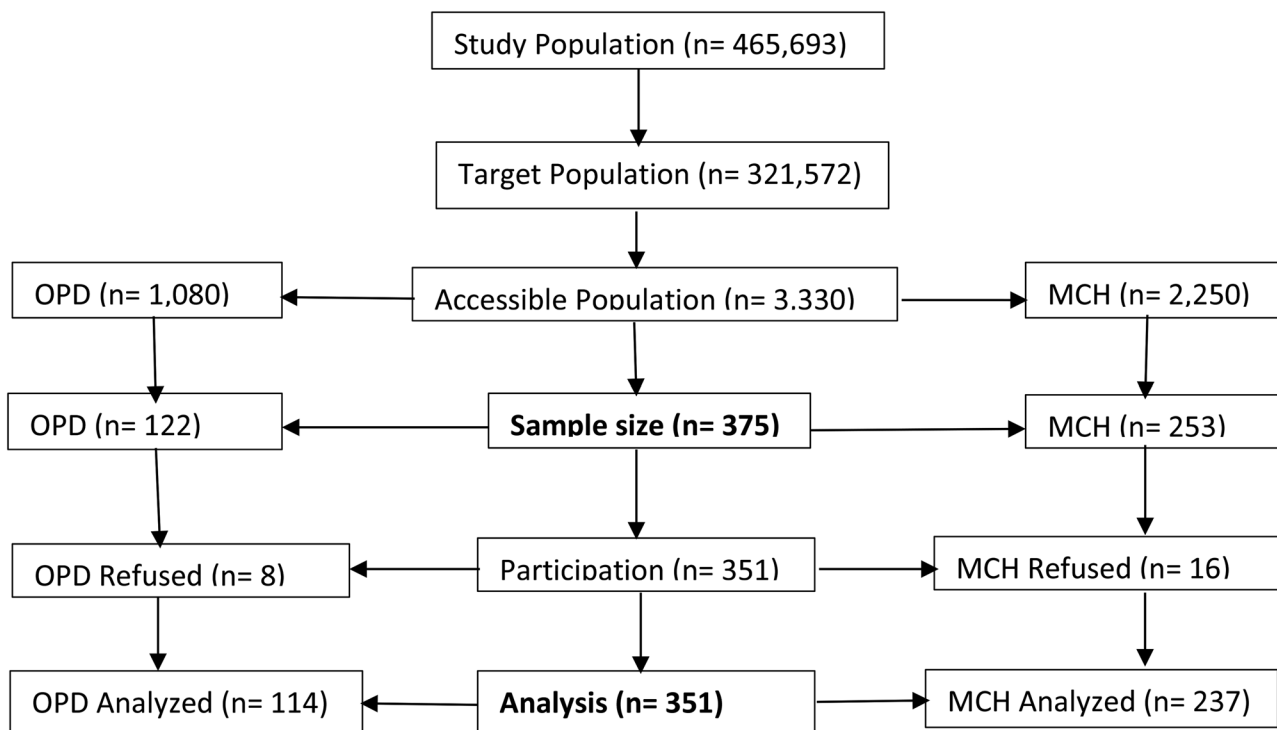 Study Population (n= 465,693)
Target Population (n= 321,572)
OPD (n= 1,080)
Accessible Population (n= 3.330)
MCH (n= 2,250)
OPD (n= 122)
Sample size (n= 375)
MCH (n= 253)
OPD Refused (n= 8)
Participation (n= 351)
MCH Refused (n= 16)
OPD Analyzed (n= 114)
Analysis (n= 351)
MCH Analyzed (n= 237)